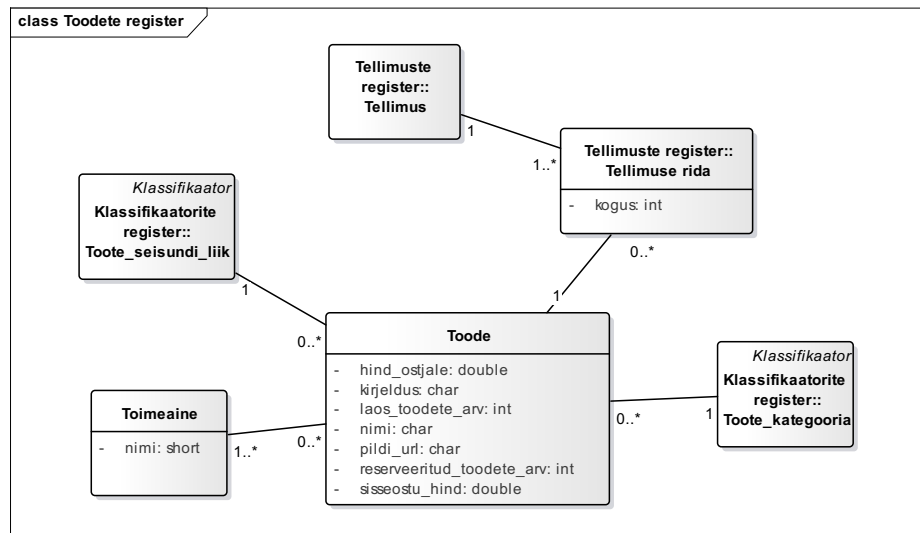 class Toodete register
Tellimuste
register::
Tellimus
1
1..*
Tellimuste register::
Tellimuse rida
- kogus: int
0..*
1
Klassifikaator
Klassifikaatorite
register::
Toote_seisundi_liik
1
0..*
Toode
- hind_ostjale: double
- kirjeldus: char
- laos_toodete_arv: int
- nimi: char
- pildi_url: char
- reserveeritud_toodete_arv: int
- sisseostu_hind: double
Klassifikaator
Klassifikaatorite
register::
Toote_kategooria
0..*
1
Toimeaine
- nimi: short
1..*
0..*